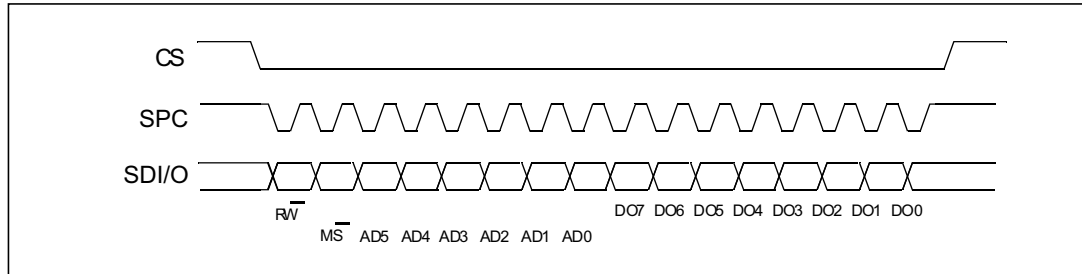 CS
SPC
SDI/O
RW DO7 DO6 DO5 DO4 DO3 DO2 DO1 DO0
MS AD5 AD4 AD3 AD2 AD1 AD0